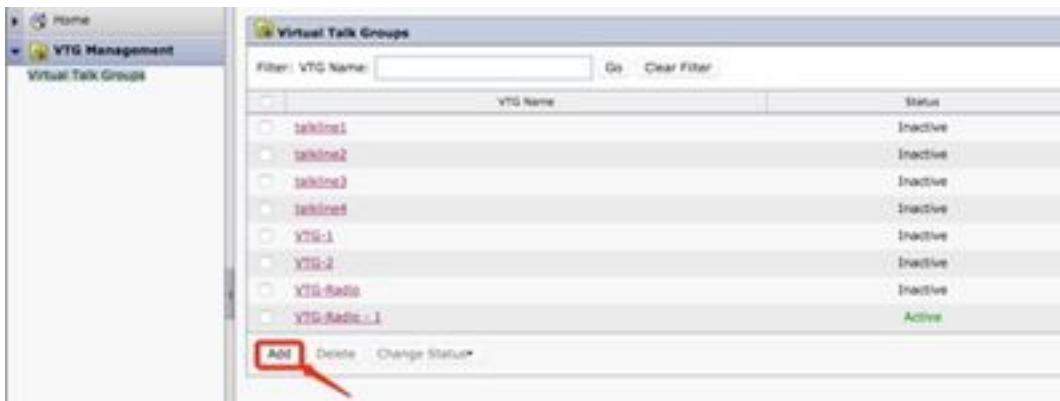 Home
VTG Management
Virtual Talk Groups
Virtual Talk Groups
Filter: VTG Name: Go Clear Filter
VTG Name Status
talkline1 Inactive
talkline2 Inactive
talkline3 Inactive
talkline4 Inactive
VTG-1 Inactive
VTG-2 Inactive
VTG-Radio Inactive
VTG-Radio - 1 Active
Add Delete Change Status